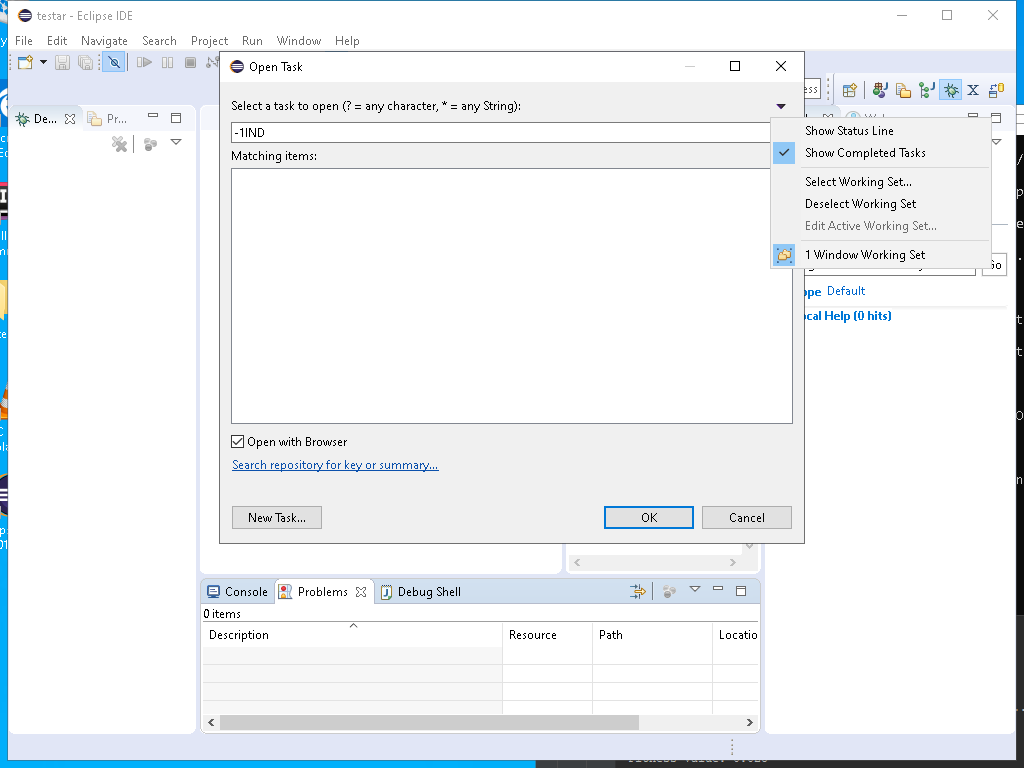 testar - Eclipse IDE
File Edit Navigate Search Project Run Window Help
Open Task
Select a task to open (? = any character, * = any String):
-1IND
Matching items:
De...
Pr...
Show Status Line
Show Completed Tasks
Select Working Set...
Deselect Working Set
Edit Active Working Set...
1 Window Working Set
Default
cal Help (0 hits)
Open with Browser
Search repository for key or summary...
New Task...
OK
Cancel
Console
Problems
Debug Shell
0 items
Description Resource Path Locatio